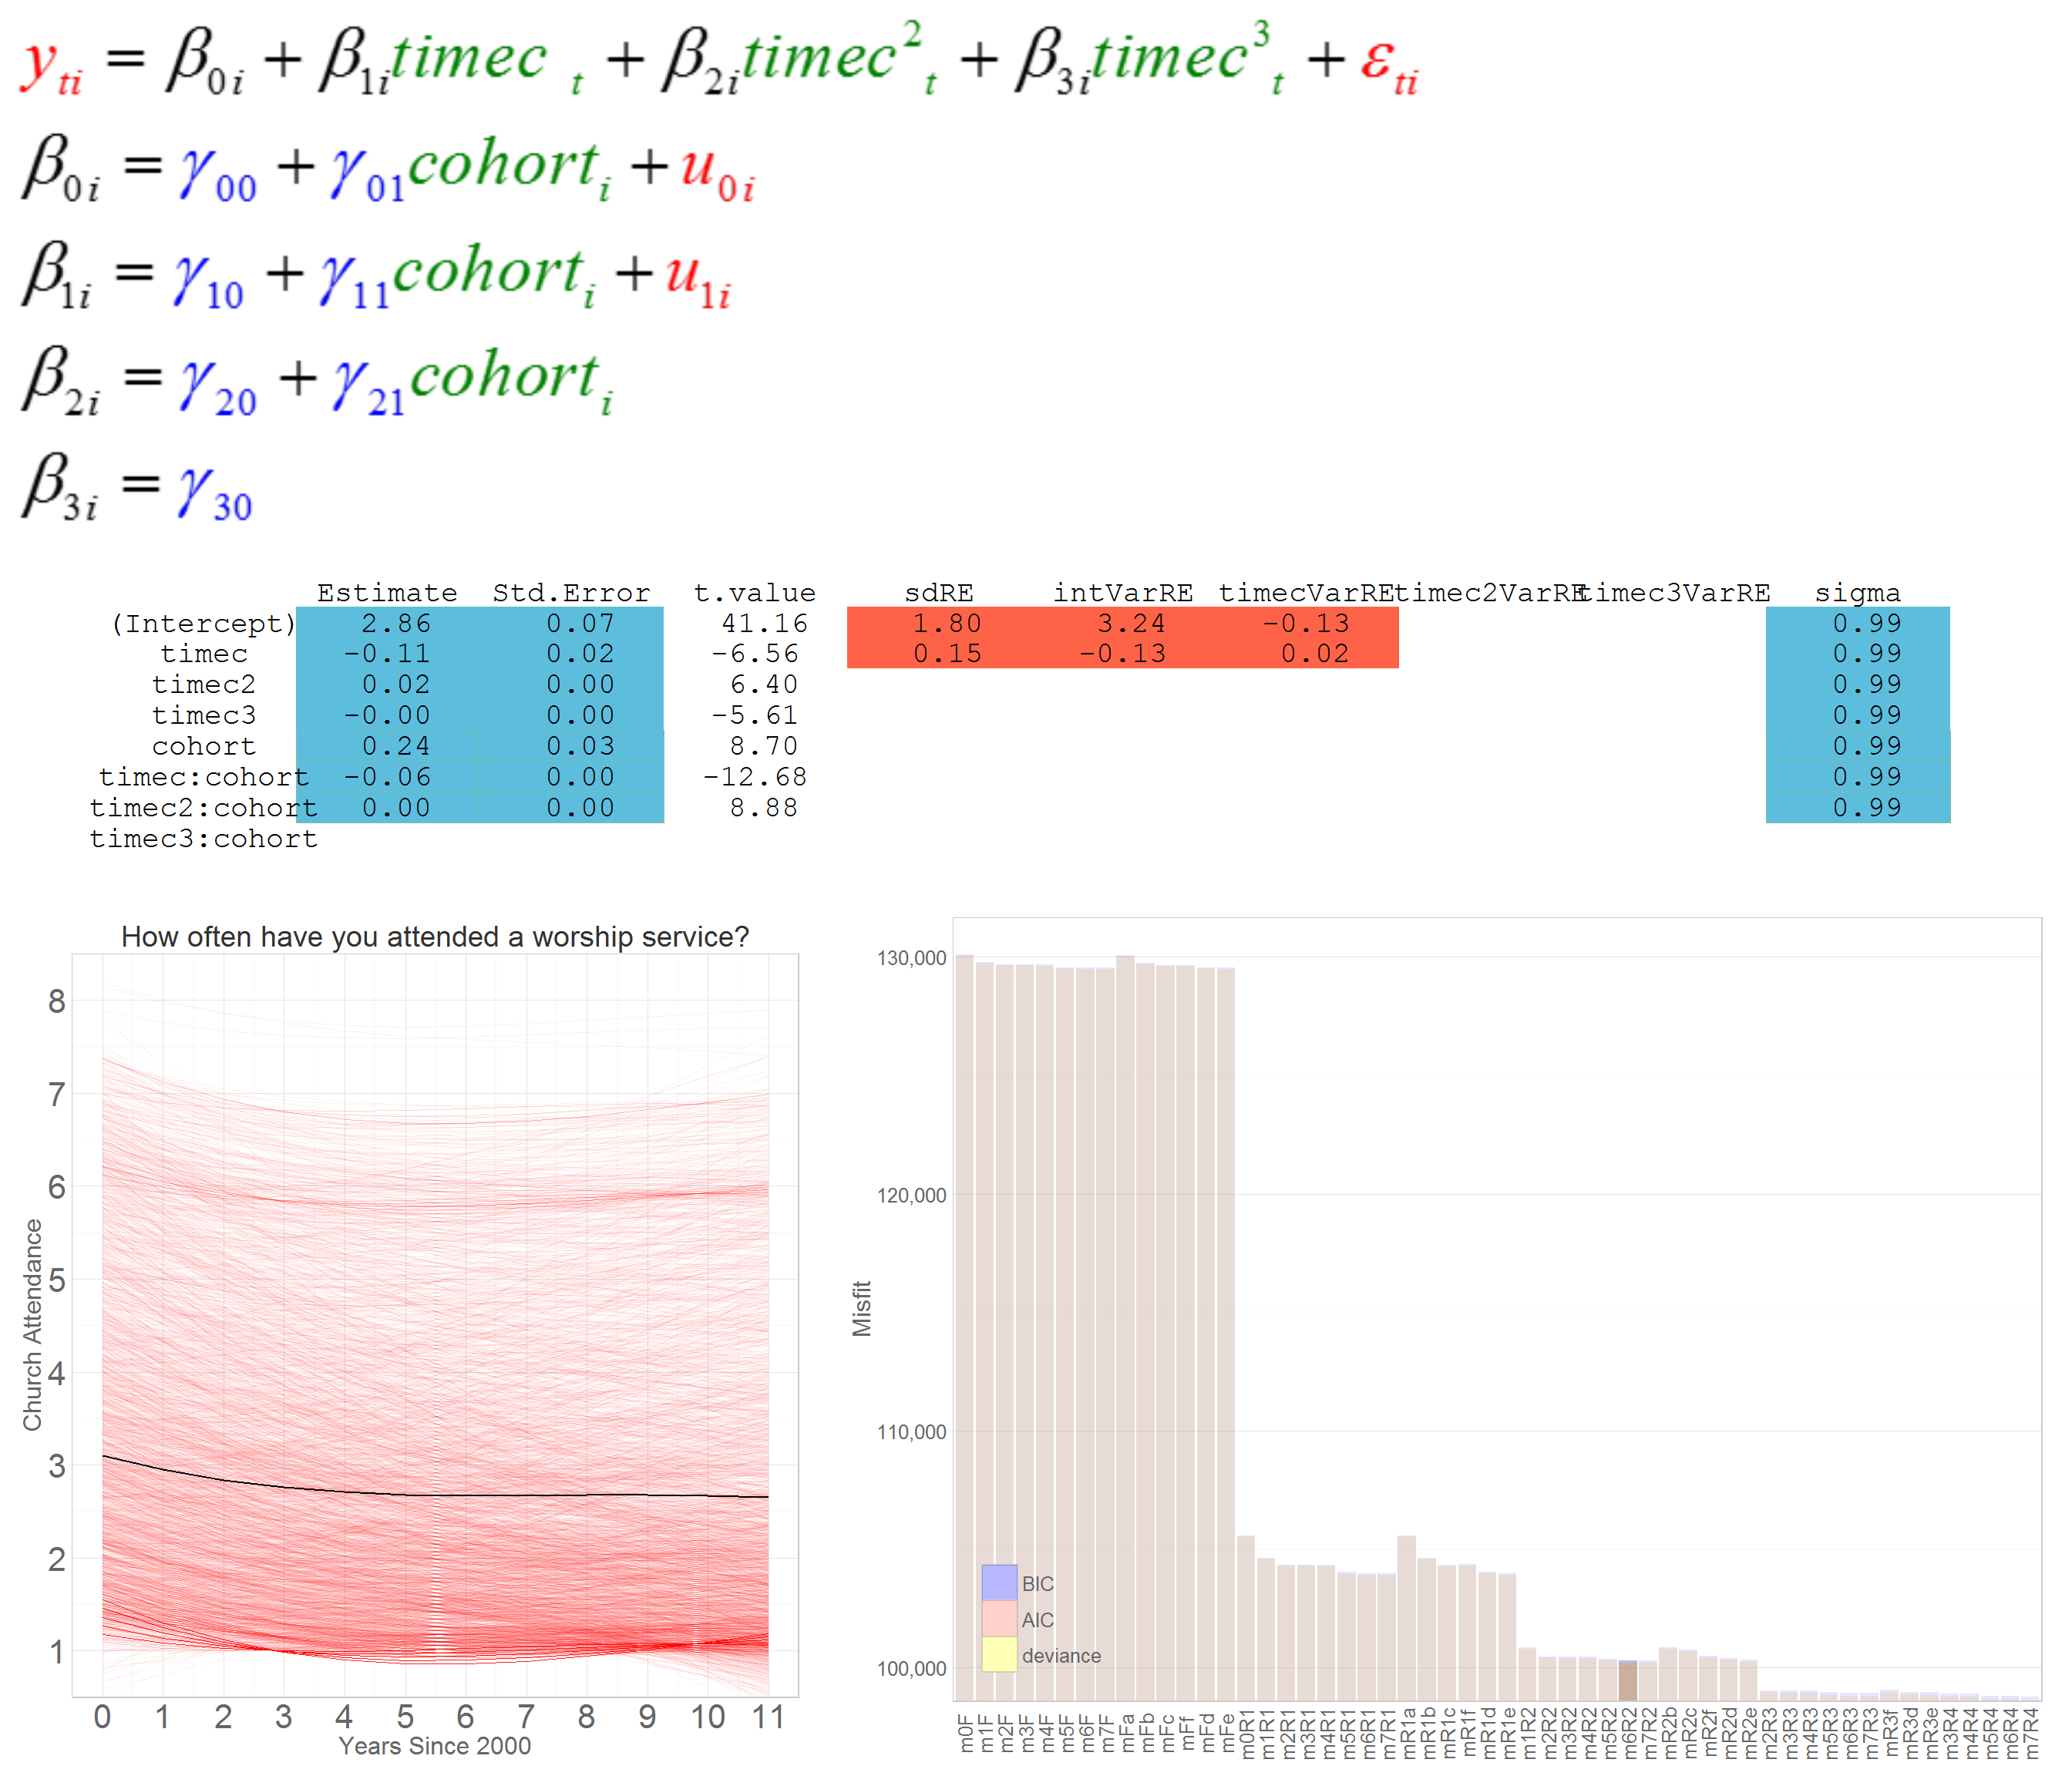 y_ti = β_0i + β_1i timec_t + β_2i timec²_t + β_3i timec³_t + ε_ti
β_0i = γ_00 + γ_01 cohort_i + u_0i
β_1i = γ_10 + γ_11 cohort_i + u_1i
β_2i = γ_20 + γ_21 cohort_i
β_3i = γ_30
Estimate Std.Error t.value sdRE intVarRE timecVarRE timec2VarRE timec3VarRE sigma
(Intercept) 2.86 0.07 41.16 1.80 3.24 -0.13 0.99
timec -0.11 0.02 -6.56 0.15 -0.13 0.02 0.99
timec2 0.02 0.00 6.40 0.99
timec3 -0.00 0.00 -5.61 0.99
cohort 0.24 0.03 8.70 0.99
timec:cohort -0.06 0.00 -12.68 0.99
timec2:cohort 0.00 0.00 8.88 0.99
timec3:cohort
How often have you attended a worship service?
Church Attendance
8
7
6
5
4
3
2
1
0 1 2 3 4 5 6 7 8 9 10 11
Years Since 2000
Misfit
130,000
120,000
110,000
100,000
BIC
AIC
deviance
m0F m1F m2F m3F m4F m5F m6F m7F mFa mFb mFc mFf mFd mFe m0R1 m1R1 m2R1 m3R1 m4R1 m5R1 m6R1 m7R1 mR1a mR1b mR1c mR1f mR1d mR1e m1R2 m2R2 m3R2 m4R2 m5R2 m6R2 m7R2 mR2b mR2c mR2f mR2d mR2e m2R3 m3R3 m4R3 m5R3 m6R3 m7R3 mR3f mR3d mR3e m3R4 m4R4 m5R4 m6R4 m7R4